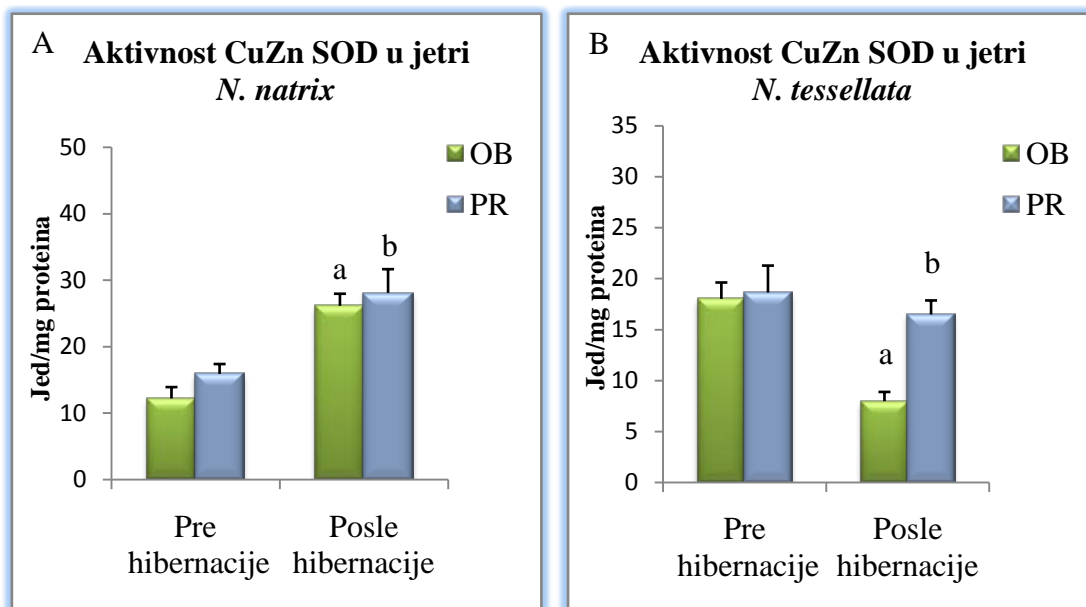 A
Aktivnost CuZn SOD u jetri
N. natrix
50
40
30
20
10
0
Jed/mg proteina
OB
PR
a
b
Pre
hibernacije
Posle
hibernacije
B
Aktivnost CuZn SOD u jetri
N. tessellata
35
30
25
20
15
10
5
0
Jed/mg proteina
OB
PR
a
b
Pre
hibernacije
Posle
hibernacije